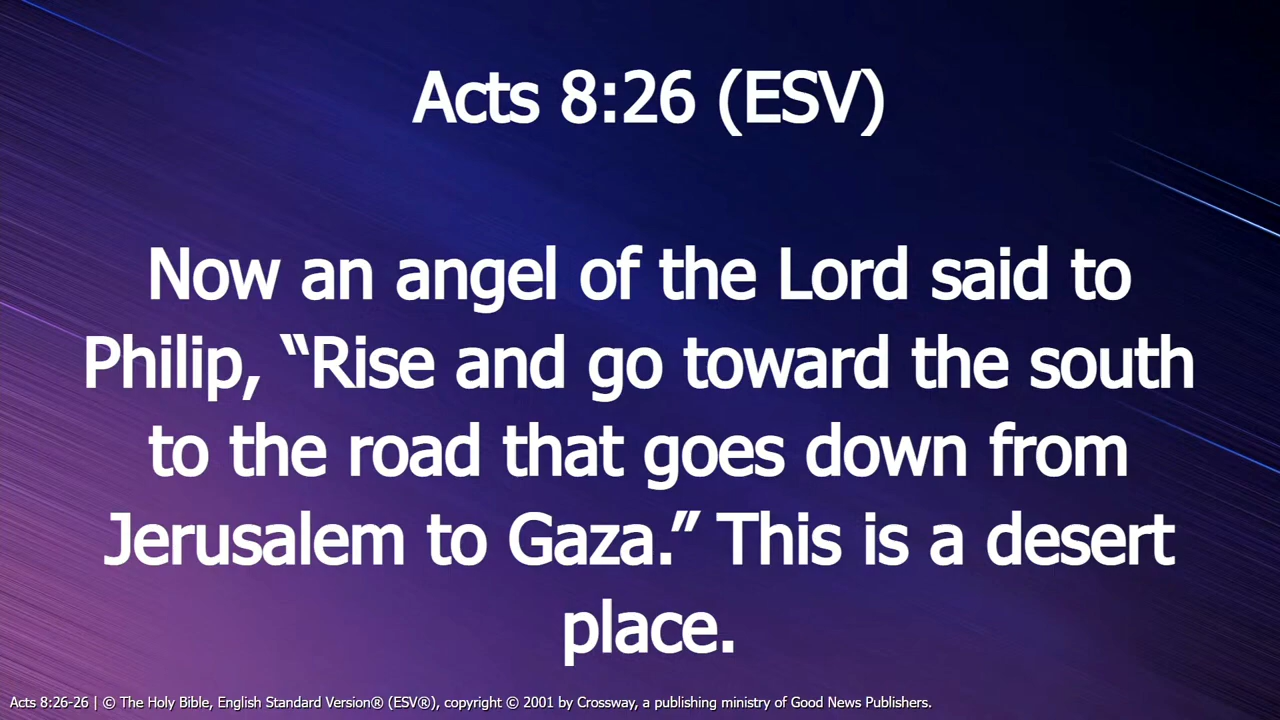 Acts 8:26 (ESV)
Now an angel of the Lord said to
Philip, “Rise and go toward the south
to the road that goes down from
Jerusalem to Gaza.” This is a desert
place.
Acts 8:26-26 | © The Holy Bible, English Standard Version® (ESV®), copyright © 2001 by Crossway, a publishing ministry of Good News Publishers.